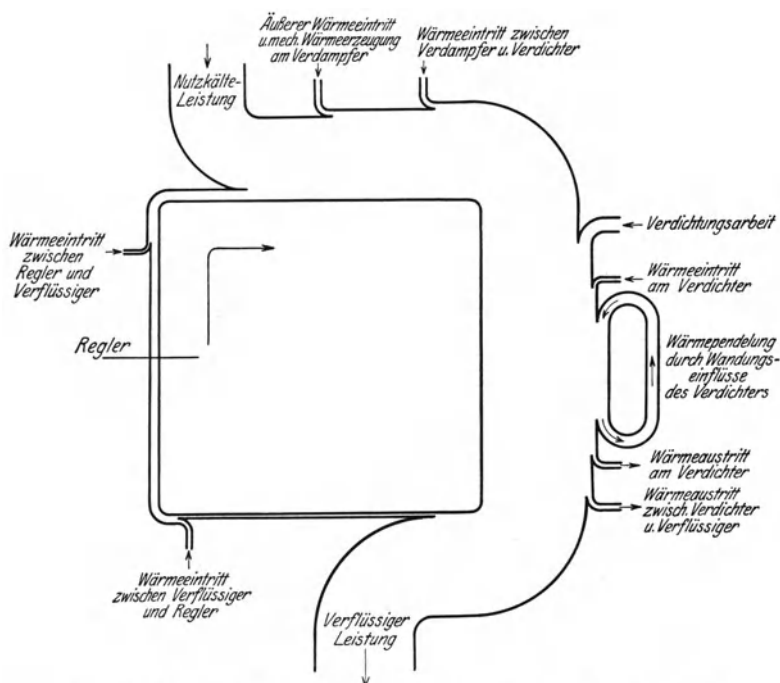 Äußerer Wärmeeintritt
u. mech. Wärmeerzeugung
am Verdampfer
Wärmeeintritt zwischen
Verdampfer u. Verdichter
Nutzkälte-
Leistung
Verdichtungsarbeit
Wärmeeintritt
zwischen
Regler und
Verflüssiger
Wärmeeintritt
am Verdichter
Regler
Wärmependelung
durch Wandungs-
einflüsse
des Verdichters
Wärmeaustritt
am Verdichter
Wärmeaustritt
zwisch. Verdichter
u. Verflüssiger
Wärmeeintritt
zwischen Verflüssiger
und Regler
Verflüssiger
Leistung